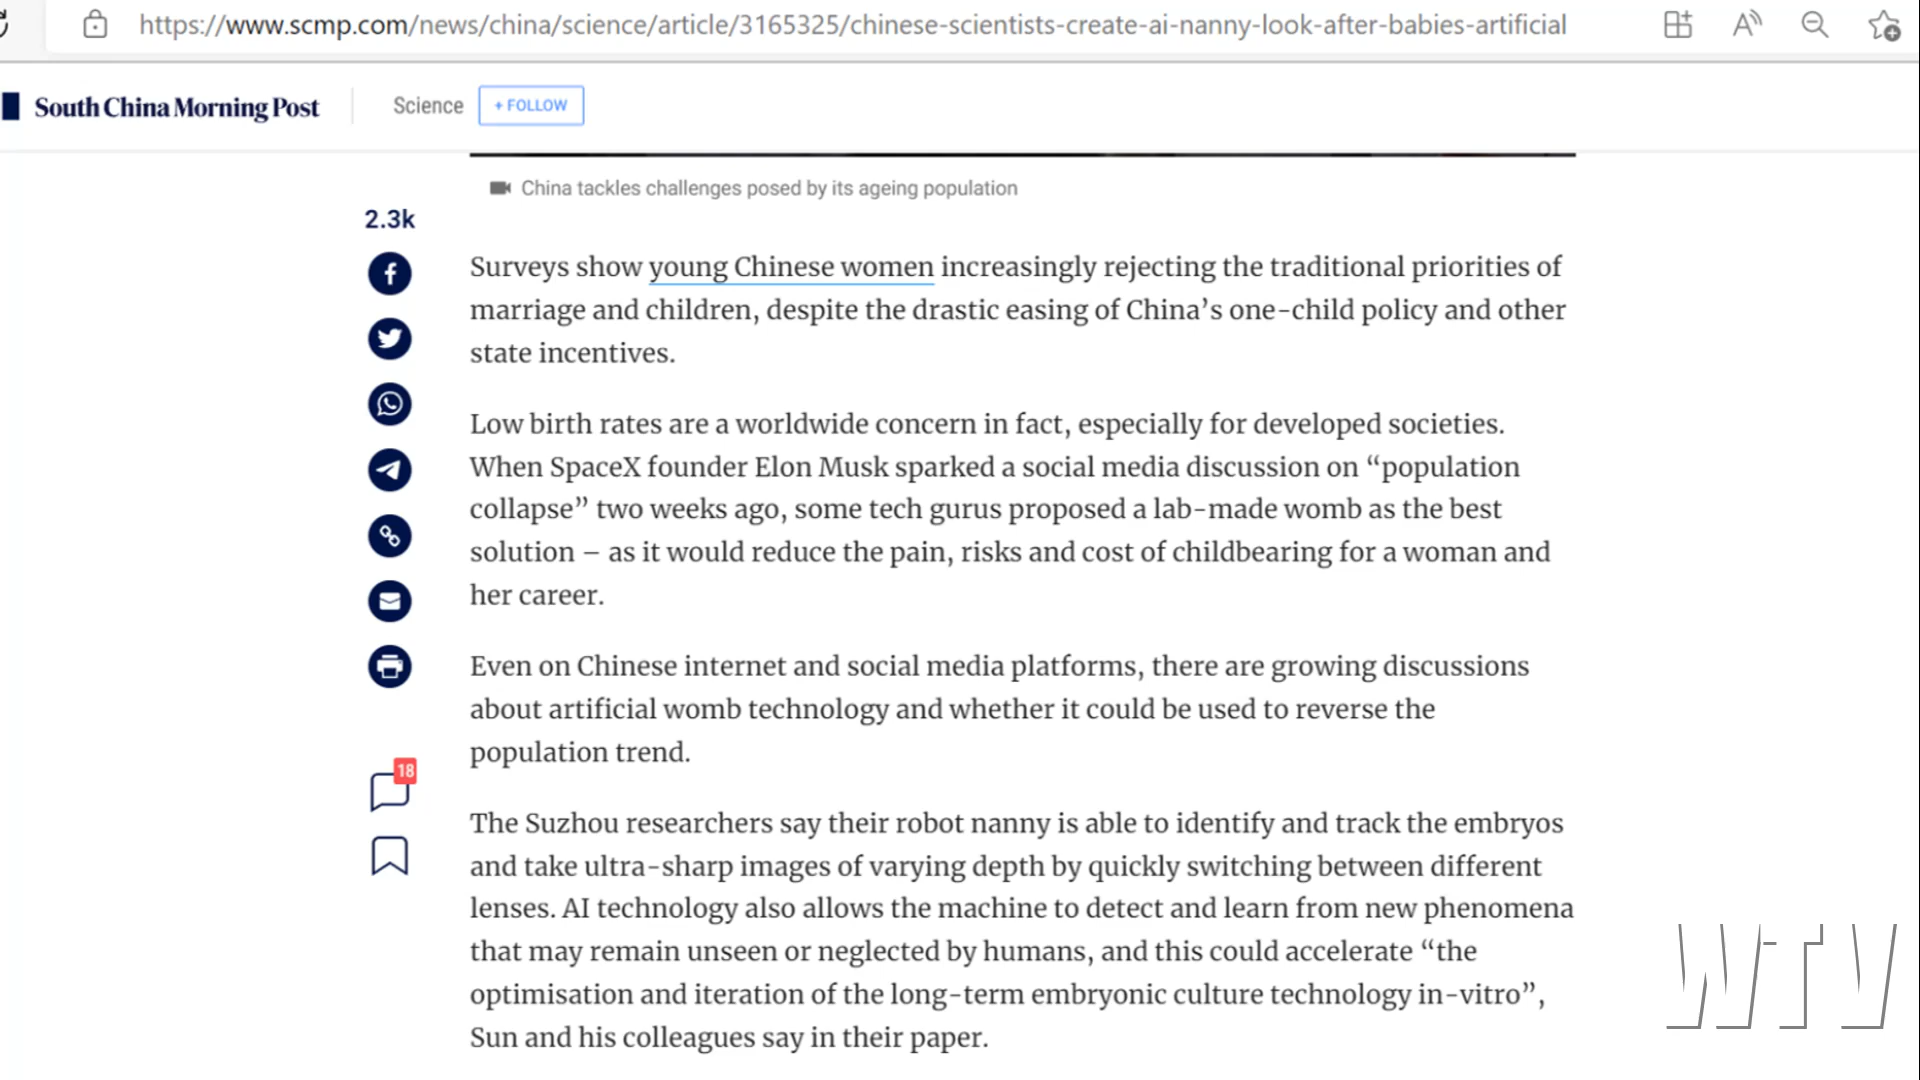 https://www.scmp.com/news/china/science/article/3165325/chinese-scientists-create-ai-nanny-look-after-babies-artificial
South China Morning Post
Science
+ FOLLOW
China tackles challenges posed by its ageing population
2.3k
Surveys show young Chinese women increasingly rejecting the traditional priorities of
marriage and children, despite the drastic easing of China’s one-child policy and other
state incentives.
Low birth rates are a worldwide concern in fact, especially for developed societies.
When SpaceX founder Elon Musk sparked a social media discussion on “population
collapse” two weeks ago, some tech gurus proposed a lab-made womb as the best
solution – as it would reduce the pain, risks and cost of childbearing for a woman and
her career.
Even on Chinese internet and social media platforms, there are growing discussions
about artificial womb technology and whether it could be used to reverse the
population trend.
18
The Suzhou researchers say their robot nanny is able to identify and track the embryos
and take ultra-sharp images of varying depth by quickly switching between different
lenses. AI technology also allows the machine to detect and learn from new phenomena
that may remain unseen or neglected by humans, and this could accelerate “the
optimisation and iteration of the long-term embryonic culture technology in-vitro”,
Sun and his colleagues say in their paper.
WTV